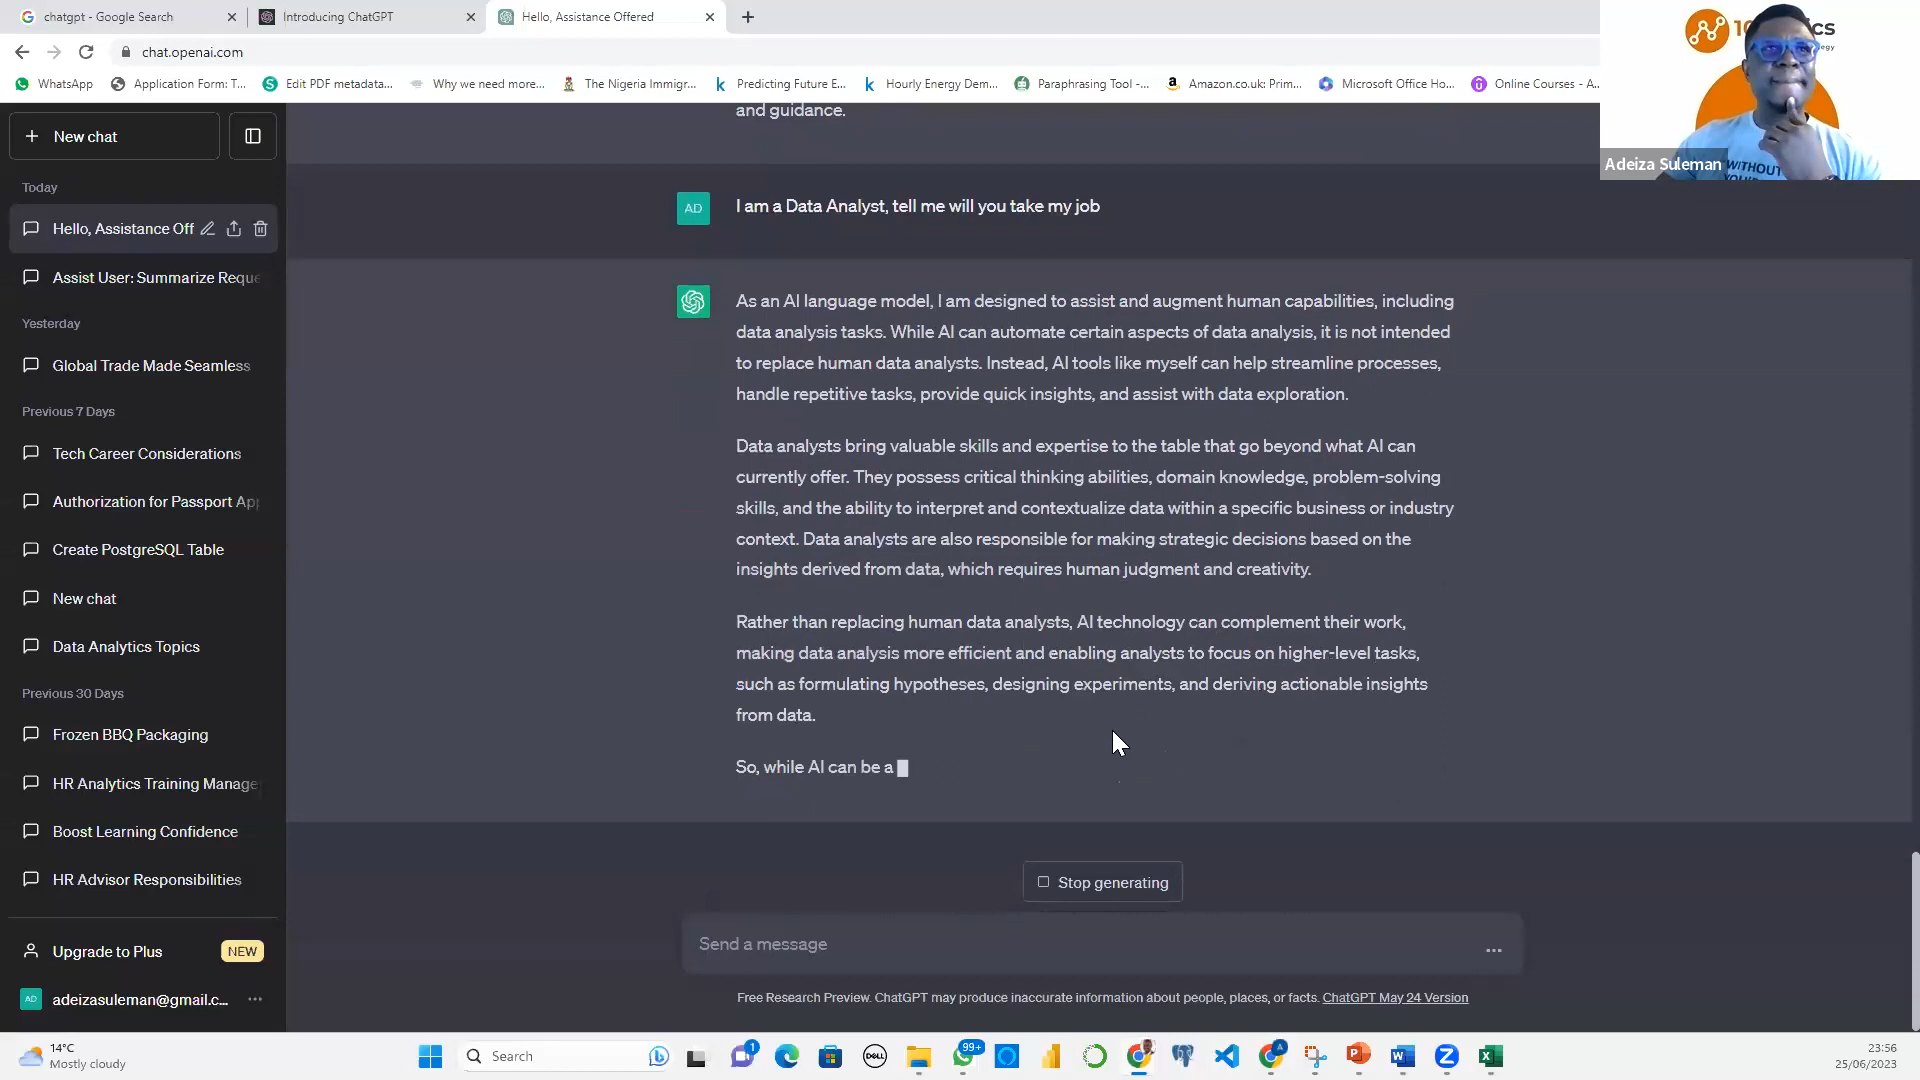 chatgpt - Google Search
Introducing ChatGPT
Hello, Assistance Offered
chat.openai.com
WhatsApp
Application Form: T...
Edit PDF metadata...
Why we need more...
The Nigeria Immigr...
Predicting Future E...
Hourly Energy Dem...
Paraphrasing Tool -...
Amazon.co.uk: Prim...
Microsoft Office Ho...
Online Courses - A...
Adeiza Suleman
New chat
Today
Hello, Assistance Off
Assist User: Summarize Reque
Yesterday
Global Trade Made Seamless
Previous 7 Days
Tech Career Considerations
Authorization for Passport App
Create PostgreSQL Table
New chat
Data Analytics Topics
Previous 30 Days
Frozen BBQ Packaging
HR Analytics Training Manage
Boost Learning Confidence
HR Advisor Responsibilities
Upgrade to Plus
NEW
AD
adeizasuleman@gmail.c...
and guidance.
AD
I am a Data Analyst, tell me will you take my job
As an AI language model, I am designed to assist and augment human capabilities, including
data analysis tasks. While AI can automate certain aspects of data analysis, it is not intended
to replace human data analysts. Instead, AI tools like myself can help streamline processes,
handle repetitive tasks, provide quick insights, and assist with data exploration.
Data analysts bring valuable skills and expertise to the table that go beyond what AI can
currently offer. They possess critical thinking abilities, domain knowledge, problem-solving
skills, and the ability to interpret and contextualize data within a specific business or industry
context. Data analysts are also responsible for making strategic decisions based on the
insights derived from data, which requires human judgment and creativity.
Rather than replacing human data analysts, AI technology can complement their work,
making data analysis more efficient and enabling analysts to focus on higher-level tasks,
such as formulating hypotheses, designing experiments, and deriving actionable insights
from data.
So, while AI can be a
Stop generating
Send a message
Free Research Preview. ChatGPT may produce inaccurate information about people, places, or facts. ChatGPT May 24 Version
14°C
Mostly cloudy
Search
DELL
1
99+
A
23:56
25/06/2023